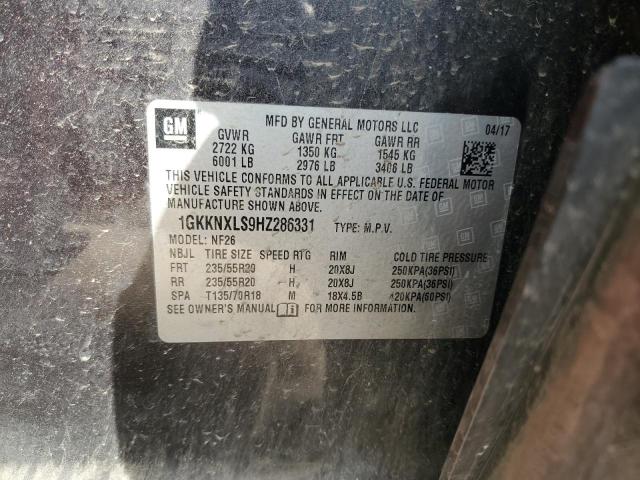 GM
MFD BY GENERAL MOTORS LLC 04/17
GVWR GAWR FRT GAWR RR
2722 KG 1350 KG 1545 KG
6001 LB 2976 LB 3406 LB
THIS VEHICLE CONFORMS TO ALL APPLICABLE U.S. FEDERAL MOTOR
VEHICLE SAFETY STANDARDS IN EFFECT ON THE DATE OF
MANUFACTURE SHOWN ABOVE.
1GKKNXLS9HZ286331 TYPE: M.P.V.
MODEL: NF26
NBJL TIRE SIZE SPEED RTG RIM COLD TIRE PRESSURE
FRT 235/55R20 H 20X8J 250KPA(36PSI)
RR 235/55R20 H 20X8J 250KPA(36PSI)
SPA T135/70R18 M 18X4.5B 420KPA(60PSI)
SEE OWNER'S MANUAL FOR MORE INFORMATION.